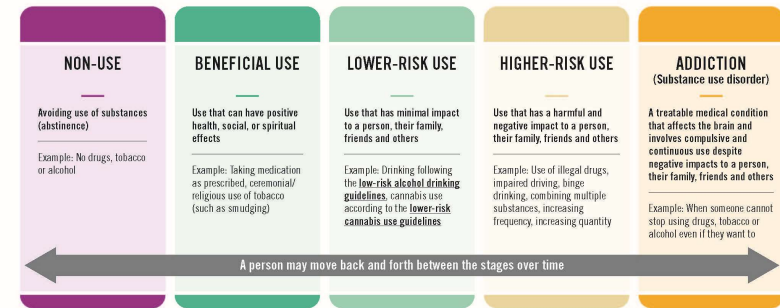 NON-USE
Avoiding use of substances
(abstinence)
Example: No drugs, tobacco
or alcohol
BENEFICIAL USE
Use that can have positive
health, social, or spiritual
effects
Example: Taking medication
as prescribed, ceremonial/
religious use of tobacco
(such as smudging)
LOWER-RISK USE
Use that has minimal impact
to a person, their family,
friends and others
Example: Drinking following
the low-risk alcohol drinking
guidelines, cannabis use
according to the lower-risk
cannabis use guidelines
HIGHER-RISK USE
Use that has a harmful and
negative impact to a person,
their family, friends and others
Example: Use of illegal drugs,
impaired driving, binge
drinking, combining multiple
substances, increasing
frequency, increasing quantity
ADDICTION
(Substance use disorder)
A treatable medical condition
that affects the brain and
involves compulsive and
continuous use despite
negative impacts to a person,
their family, friends and others
Example: When someone cannot
stop using drugs, tobacco or
alcohol even if they want to
A person may move back and forth between the stages over time